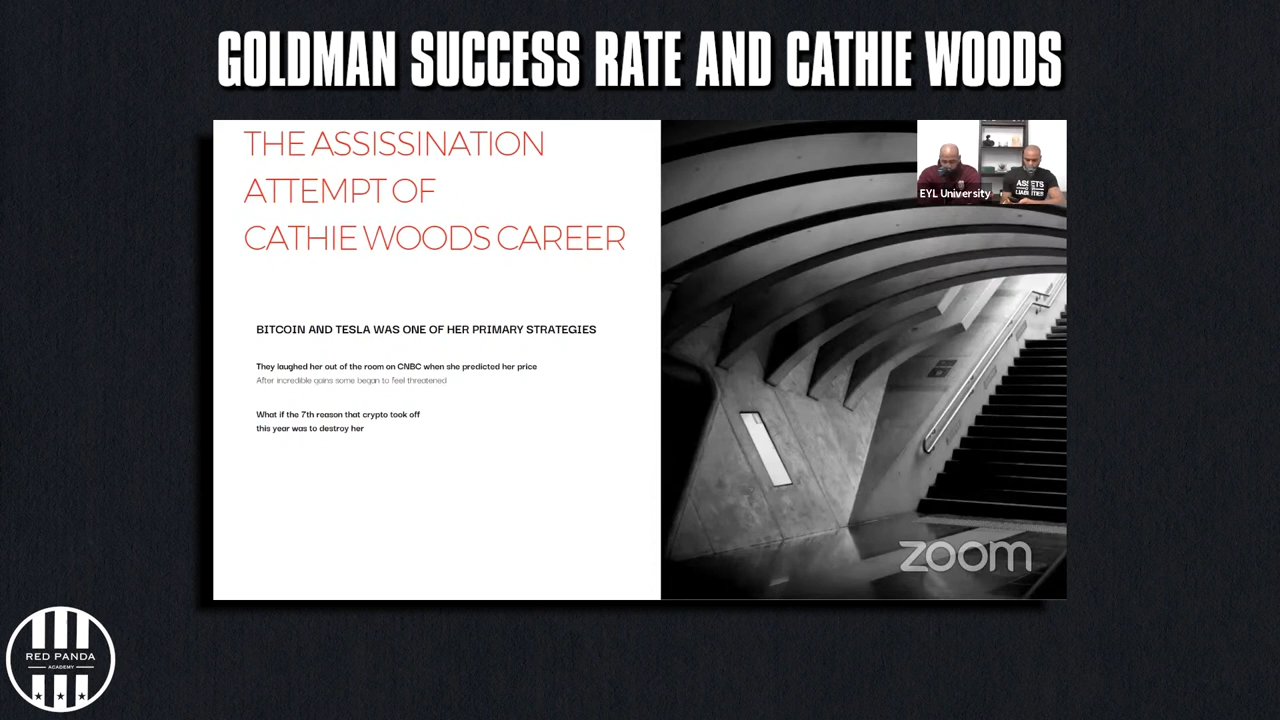 GOLDMAN SUCCESS RATE AND CATHIE WOODS
THE ASSISSINATION
ATTEMPT OF
CATHIE WOODS CAREER
EYL University
ASSETS
LIABILITIES
BITCOIN AND TESLA WAS ONE OF HER PRIMARY STRATEGIES
They laughed her out of the room on CNBC when she predicted her price
After incredible gains some began to feel threatened
What if the 7th reason that crypto took off
this year was to destroy her
zoom
RED PANDA
ACADEMY